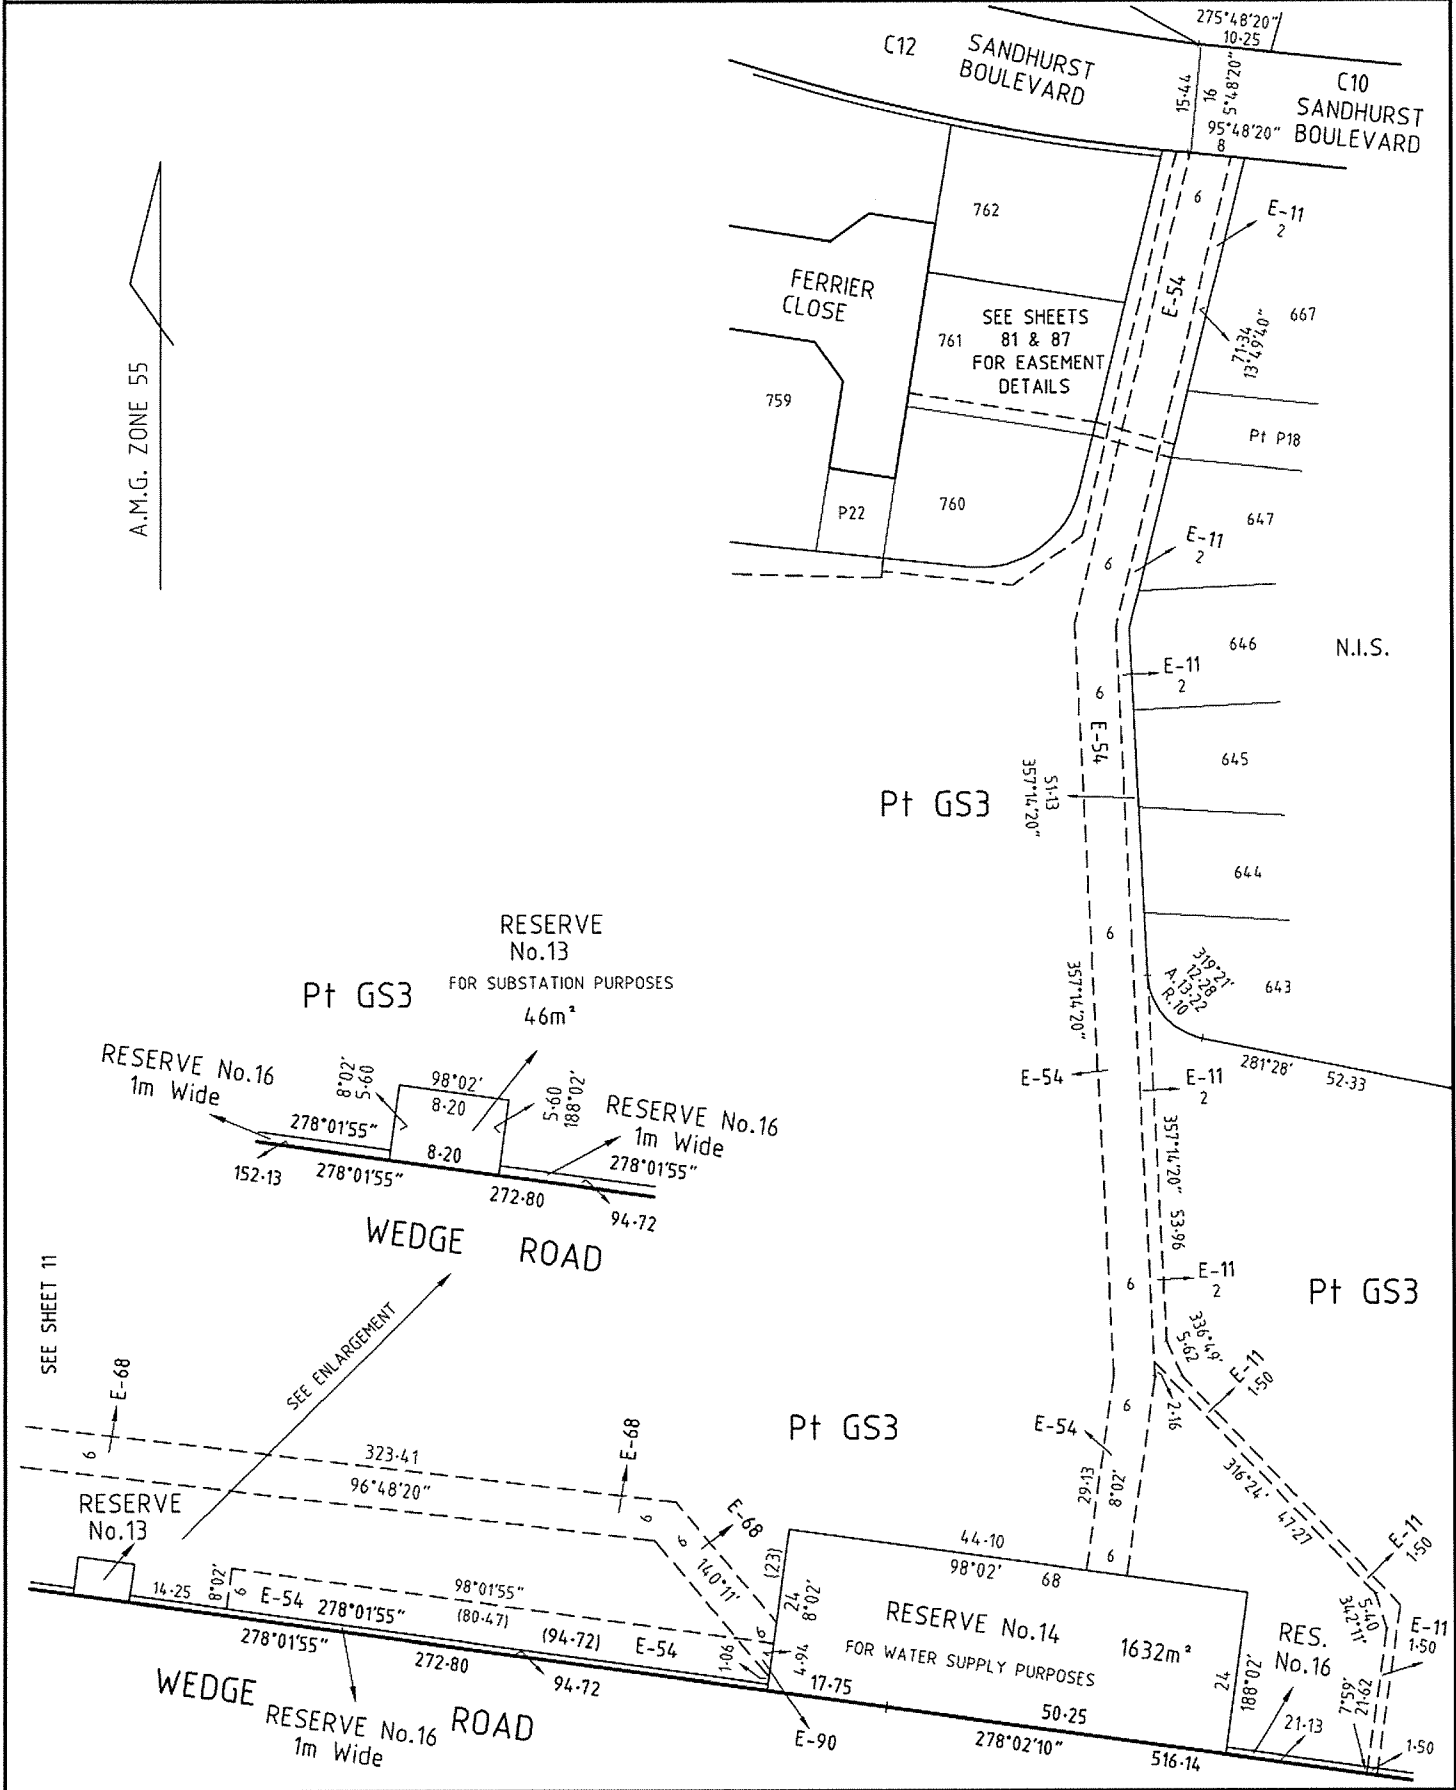 275°48'20"
10·25
C12
SANDHURST
BOULEVARD
15·44
16
5°48'20"
C10
SANDHURST
BOULEVARD
95°48'20"
8
762
6
E-11
2
FERRIER
CLOSE
E-54
SEE SHEETS
81 & 87
FOR EASEMENT
DETAILS
761
667
71·34
13°49'40"
A.M.G. ZONE 55
759
Pt P18
P22
760
647
E-11
2
6
646
N.I.S.
E-11
2
6
E-54
645
Pt GS3
51·13
357°14'20"
644
6
RESERVE
No.13
FOR SUBSTATION PURPOSES
46m²
Pt GS3
357°14'20"
319°21'
12·28
A.13·22
R.10
643
RESERVE No.16
1m Wide
8°02'
5·60
98°02'
8·20
5·60
188°02'
RESERVE No.16
1m Wide
E-54
E-11
2
281°28'
52·33
278°01'55"
8·20
278°01'55"
152·13
278°01'55"
272·80
94·72
357°14'20"
53·96
WEDGE ROAD
SEE SHEET 11
E-11
2
6
Pt GS3
SEE ENLARGEMENT
336°49'
5·62
E-11
1·50
E-68
6
323·41
96°48'20"
E-68
6
Pt GS3
E-54
6
2·16
29·13
8°02'
6
316°24'
47·27
RESERVE
No.13
E-68
6
140°11'
(23)
44·10
98°02'
68
E-11
1·50
14·25
8°02'
6
E-54
278°01'55"
98°01'55"
(80·47)
(94·72)
E-54
24
8°02'
RESERVE No.14
FOR WATER SUPPLY PURPOSES
1632m²
5·40
342°11'
E-11
1·50
RES.
No.16
278°01'55"
272·80
94·72
1·06
6
4·94
17·75
24
188°02'
7°59'
21·62
WEDGE ROAD
RESERVE No.16
1m Wide
E-90
50·25
278°02'10"
516·14
21·13
1·50